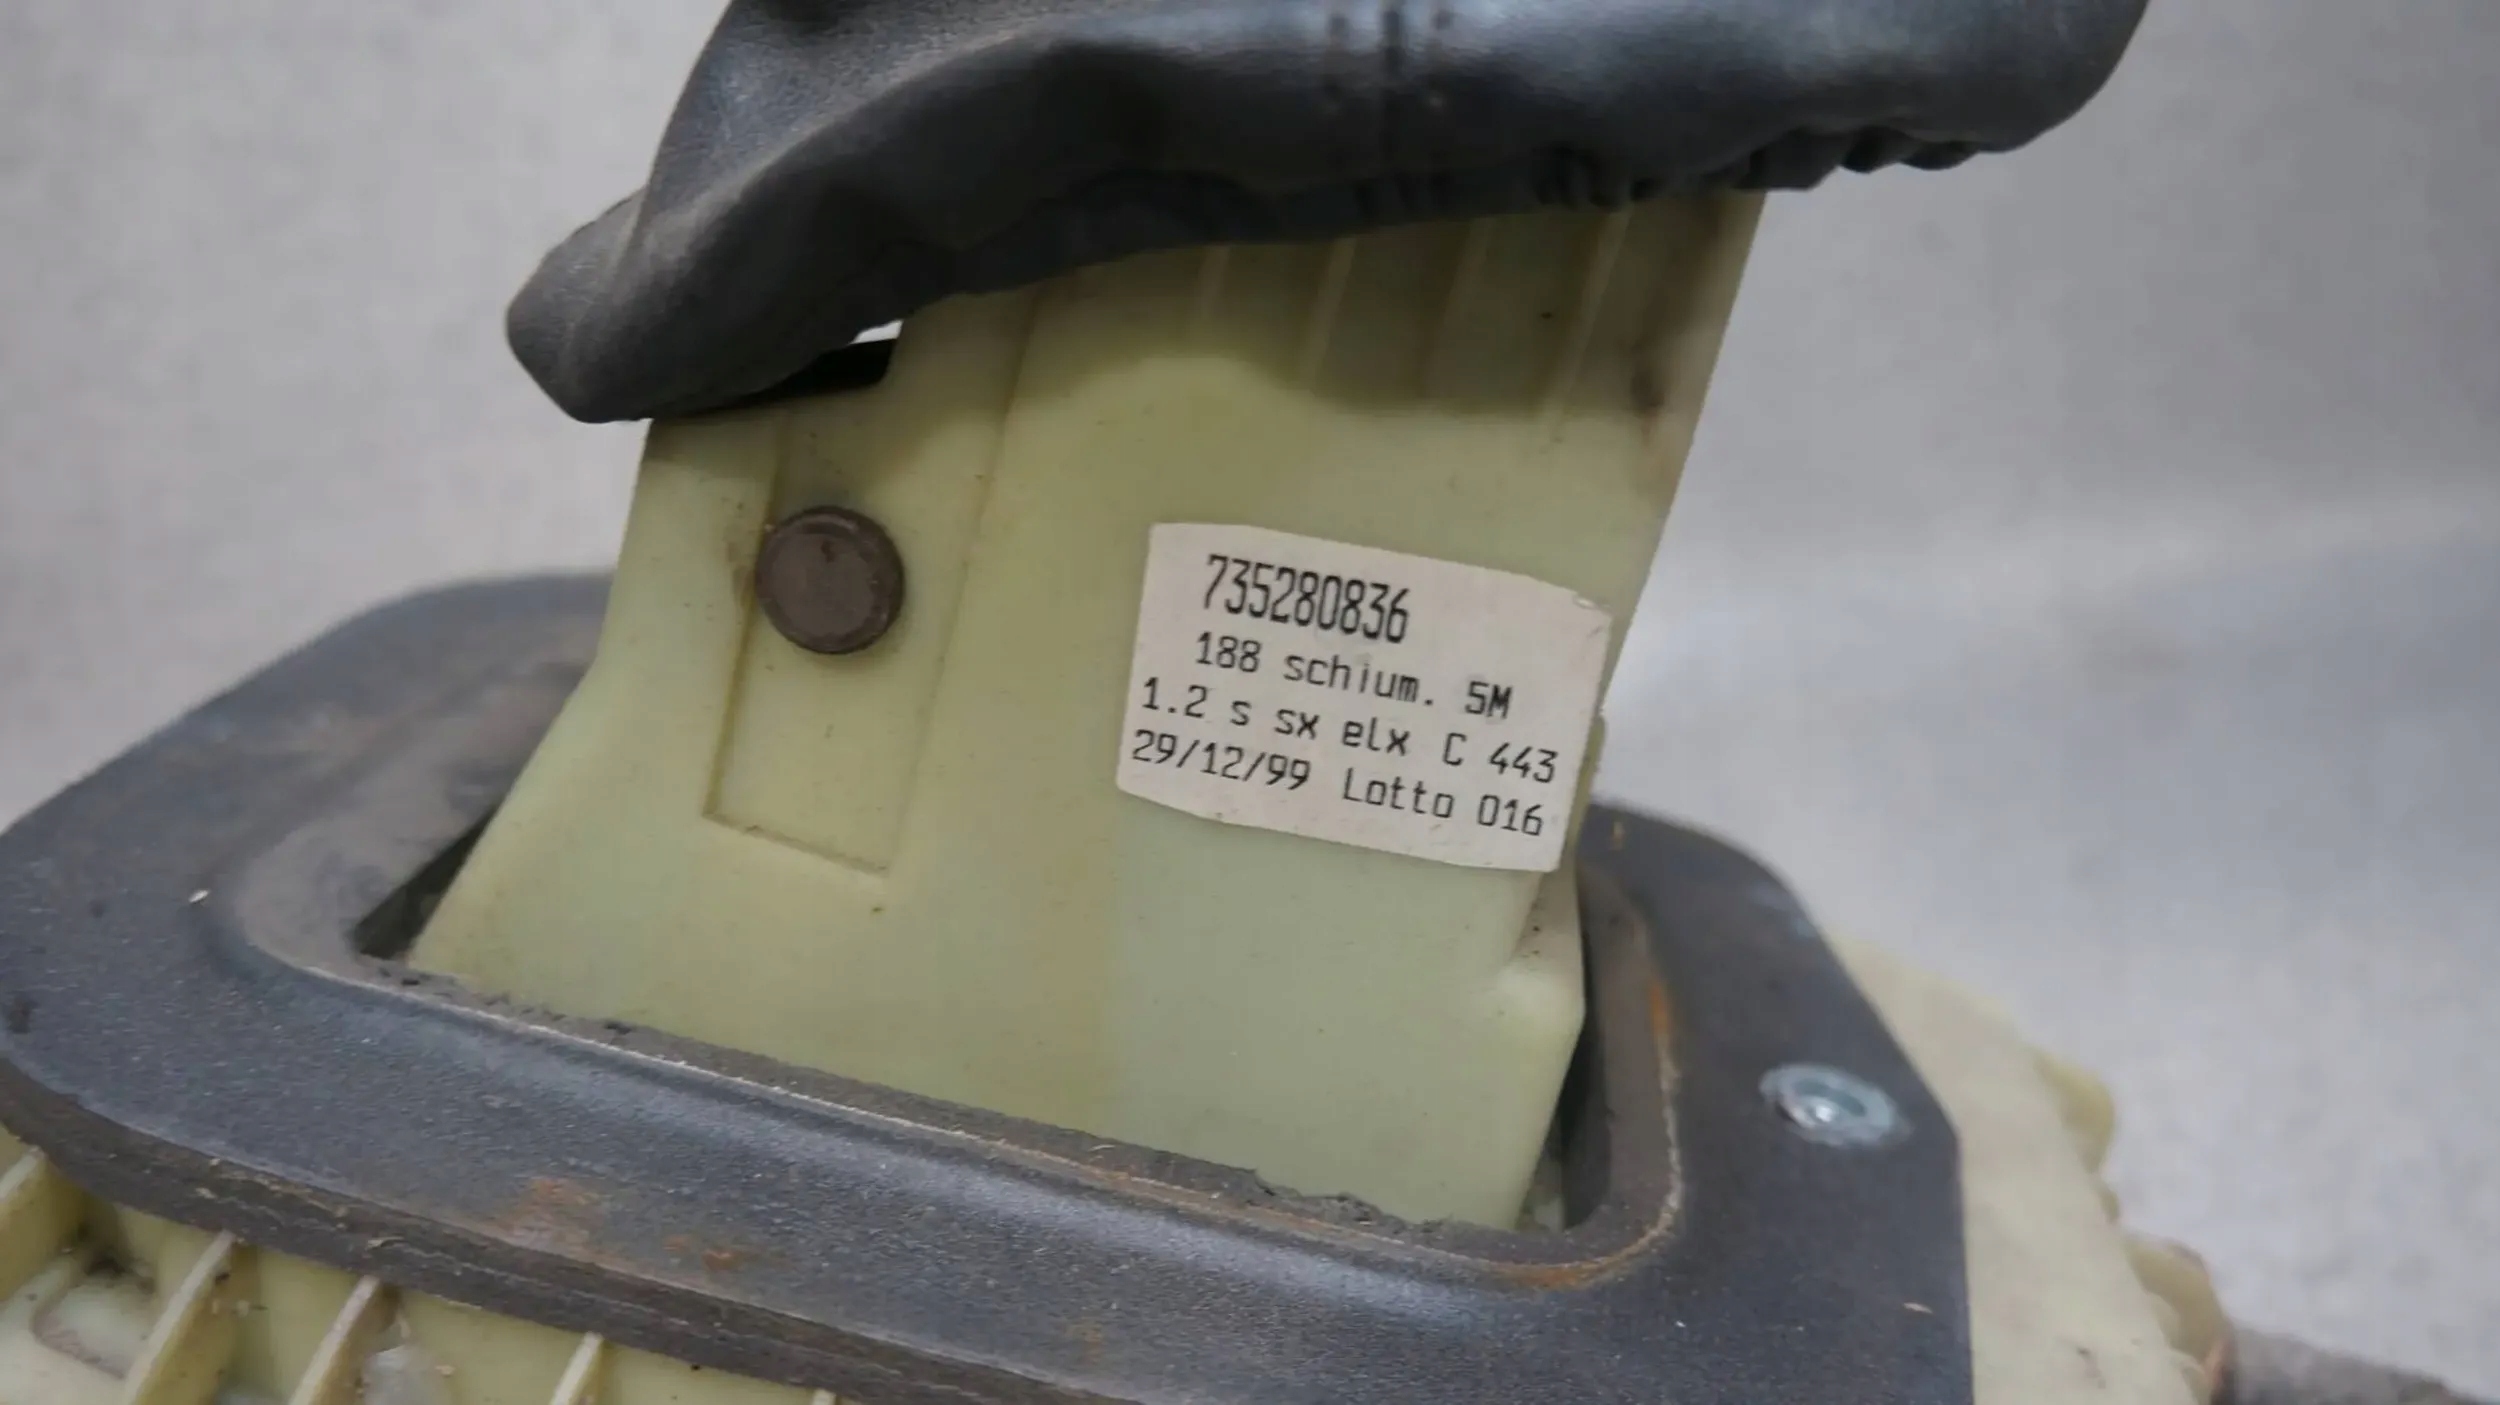 735280836
188 schium. 5M
1.2 s sx elx C 443
29/12/99 Lotto 016